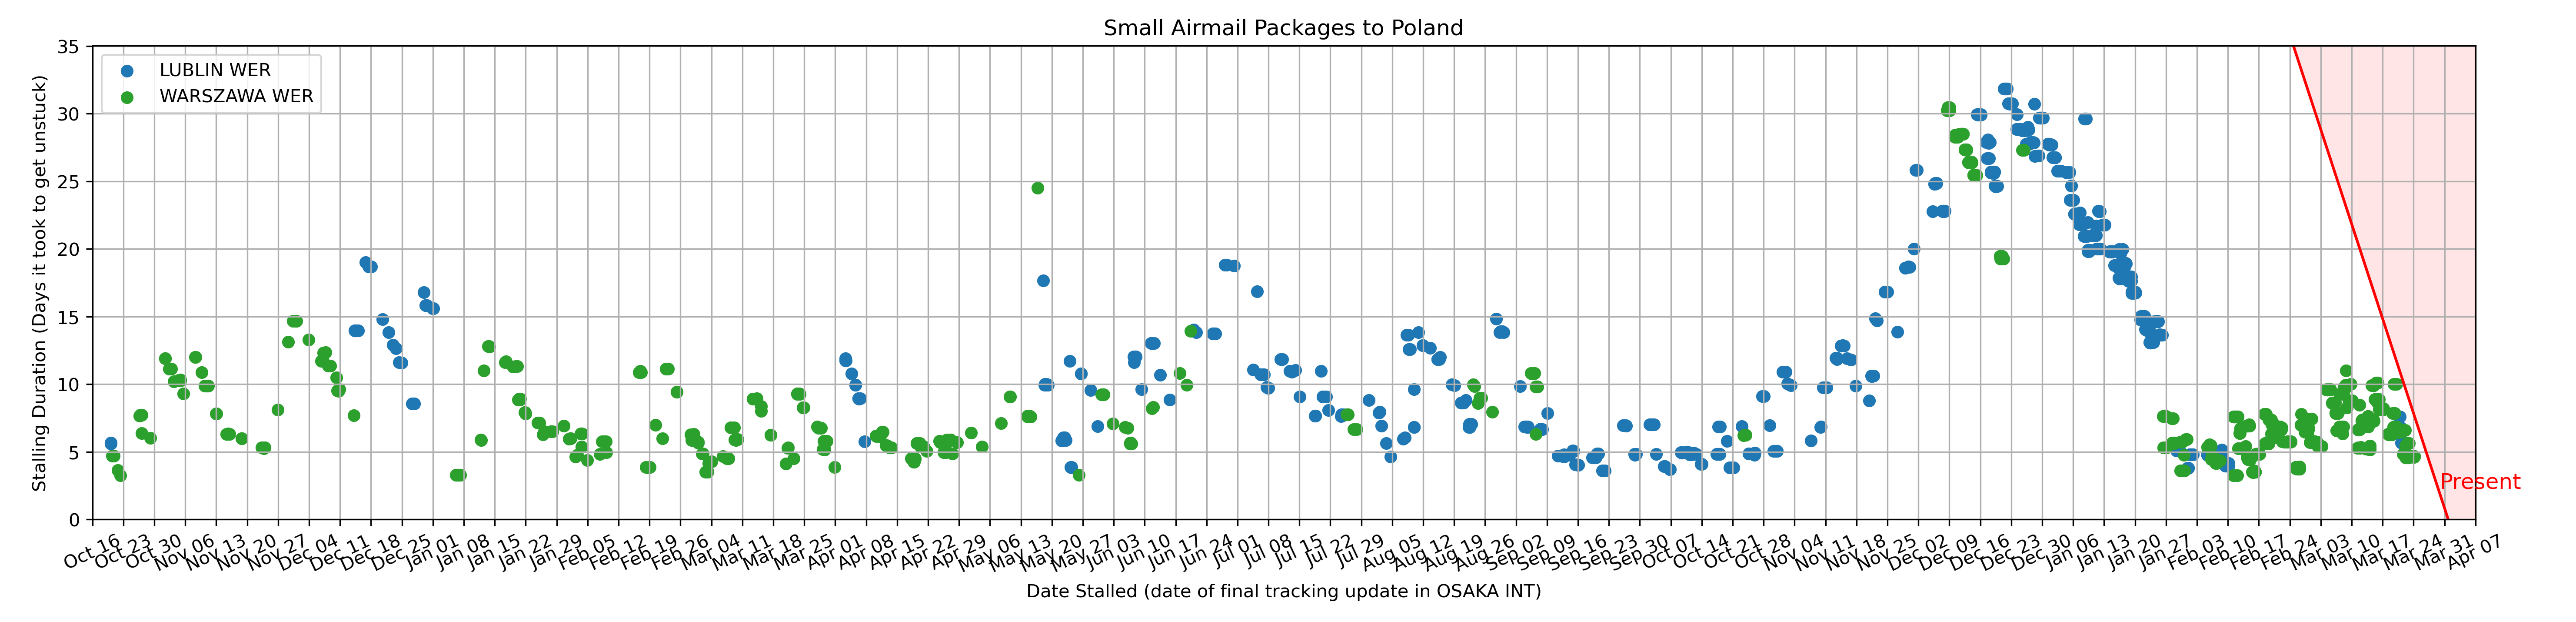 Small Airmail Packages to Poland
35
30
25
20
15
10
5
0
Days it took to get unstuck
Stalling Duration (Days it took to get unstuck)
LUBLIN WER
WARSZAWA WER
Present
Oct 16
Oct 23
Oct 30
Nov 06
Nov 13
Nov 20
Nov 27
Dec 04
Dec 11
Dec 18
Dec 25
Jan 01
Jan 08
Jan 15
Jan 22
Jan 29
Feb 05
Feb 12
Feb 19
Feb 26
Mar 04
Mar 11
Mar 18
Mar 25
Apr 01
Apr 08
Apr 15
Apr 22
Apr 29
May 06
May 13
May 20
May 27
Jun 03
Jun 10
Jun 17
Jun 24
Jul 01
Jul 08
Jul 15
Jul 22
Jul 29
Aug 05
Aug 12
Aug 19
Aug 26
Sep 02
Sep 09
Sep 16
Sep 23
Sep 30
Oct 07
Oct 14
Oct 21
Oct 28
Nov 04
Nov 11
Nov 18
Nov 25
Dec 02
Dec 09
Dec 16
Dec 23
Dec 30
Jan 06
Jan 13
Jan 20
Jan 27
Feb 03
Feb 10
Feb 17
Feb 24
Mar 03
Mar 10
Mar 17
Mar 24
Mar 31
Apr 07
Date Stalled (date of final tracking update in OSAKA INT)